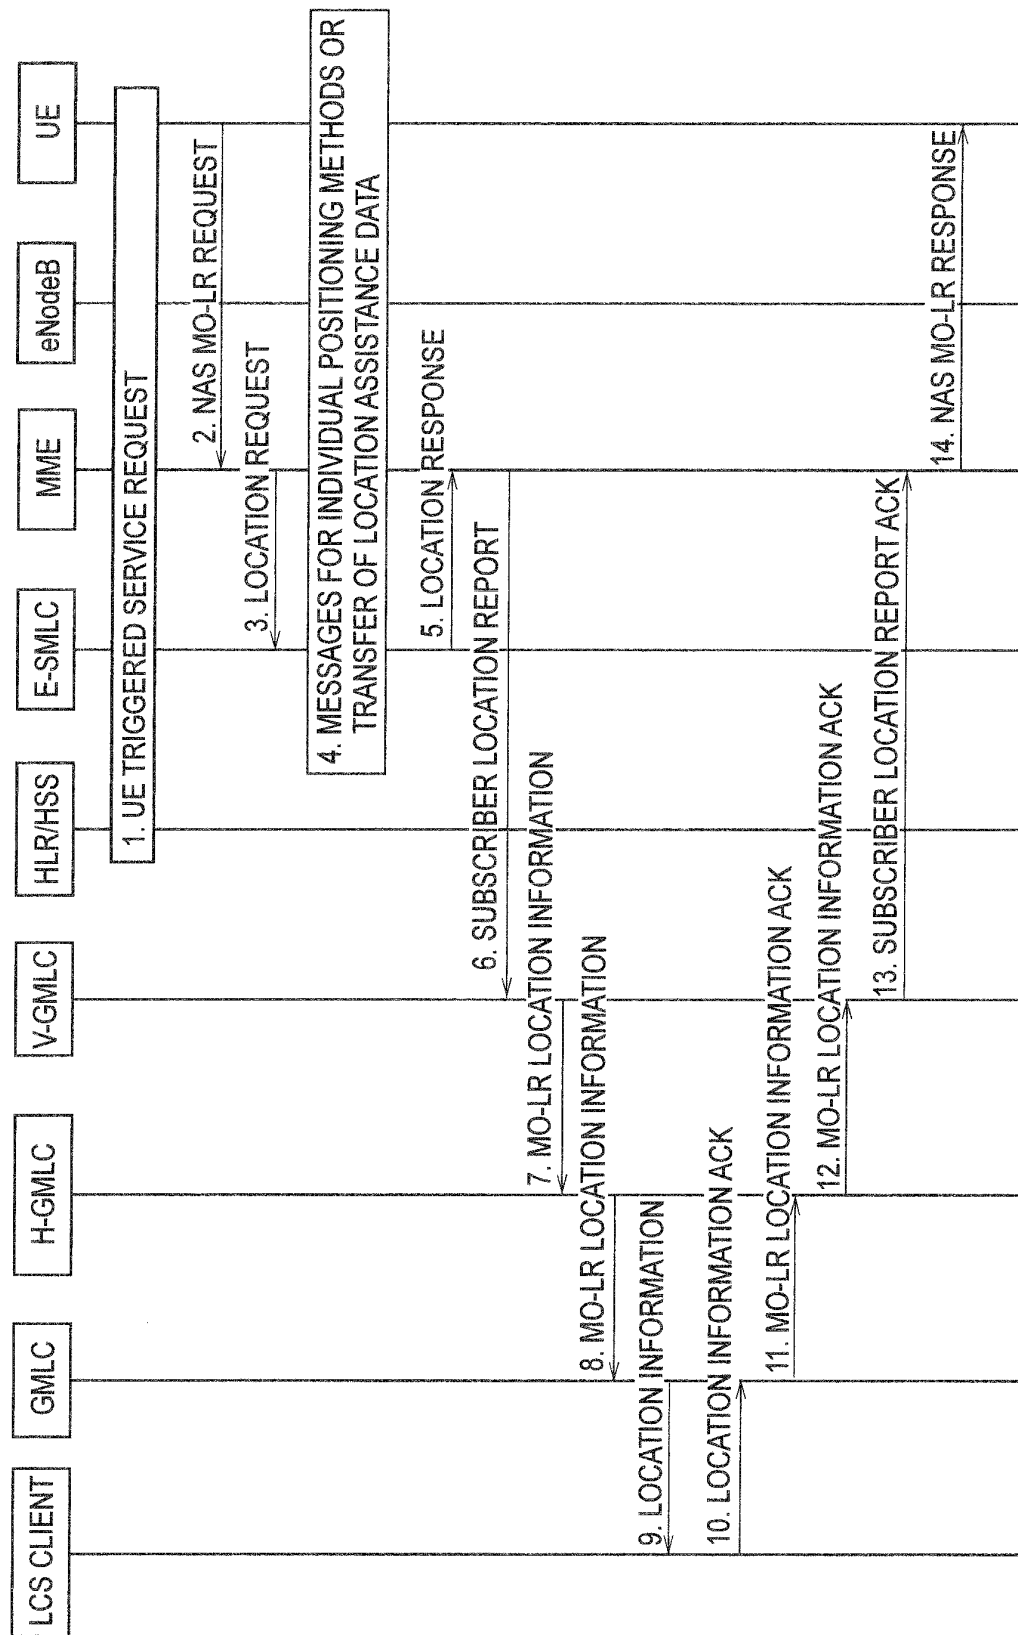 LCS CLIENT
GMLC
H-GMLC
V-GMLC
HLR/HSS
E-SMLC
MME
eNodeB
UE
1. UE TRIGGERED SERVICE REQUEST
2. NAS MO-LR REQUEST
3. LOCATION REQUEST
4. MESSAGES FOR INDIVIDUAL POSITIONING METHODS OR
TRANSFER OF LOCATION ASSISTANCE DATA
5. LOCATION RESPONSE
6. SUBSCRIBER LOCATION REPORT
7. MO-LR LOCATION INFORMATION
8. MO-LR LOCATION INFORMATION
9. LOCATION INFORMATION
10. LOCATION INFORMATION ACK
11. MO-LR LOCATION INFORMATION ACK
12. MO-LR LOCATION INFORMATION ACK
13. SUBSCRIBER LOCATION REPORT ACK
14. NAS MO-LR RESPONSE